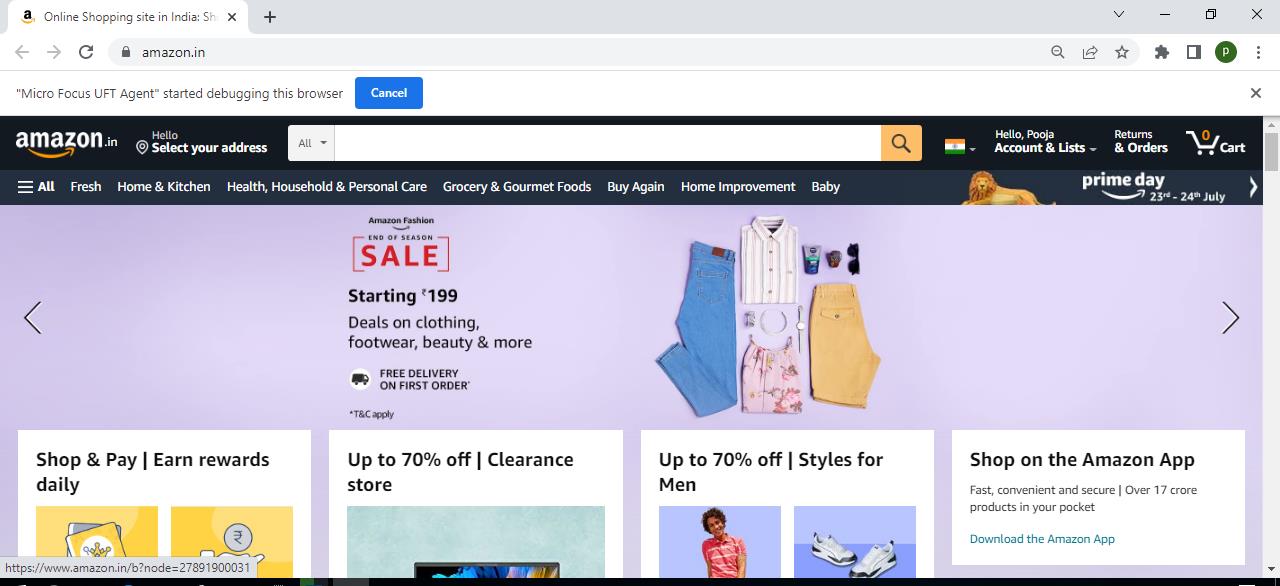 Online Shopping site in India: Sh
amazon.in
P
"Micro Focus UFT Agent" started debugging this browser
Cancel
amazon.in
Hello
Select your address
All
Hello, Pooja
Account & Lists
Returns
& Orders
0
Cart
All
Fresh
Home & Kitchen
Health, Household & Personal Care
Grocery & Gourmet Foods
Buy Again
Home Improvement
Baby
prime day
23rd - 24th July
Amazon Fashion
END OF SEASON
SALE
Starting ₹199
Deals on clothing,
footwear, beauty & more
FREE DELIVERY
ON FIRST ORDER*
*T&C apply
Shop & Pay | Earn rewards
daily
Up to 70% off | Clearance
store
Up to 70% off | Styles for
Men
Shop on the Amazon App
Fast, convenient and secure | Over 17 crore
products in your pocket
Download the Amazon App
₹
https://www.amazon.in/b?node=27891900031